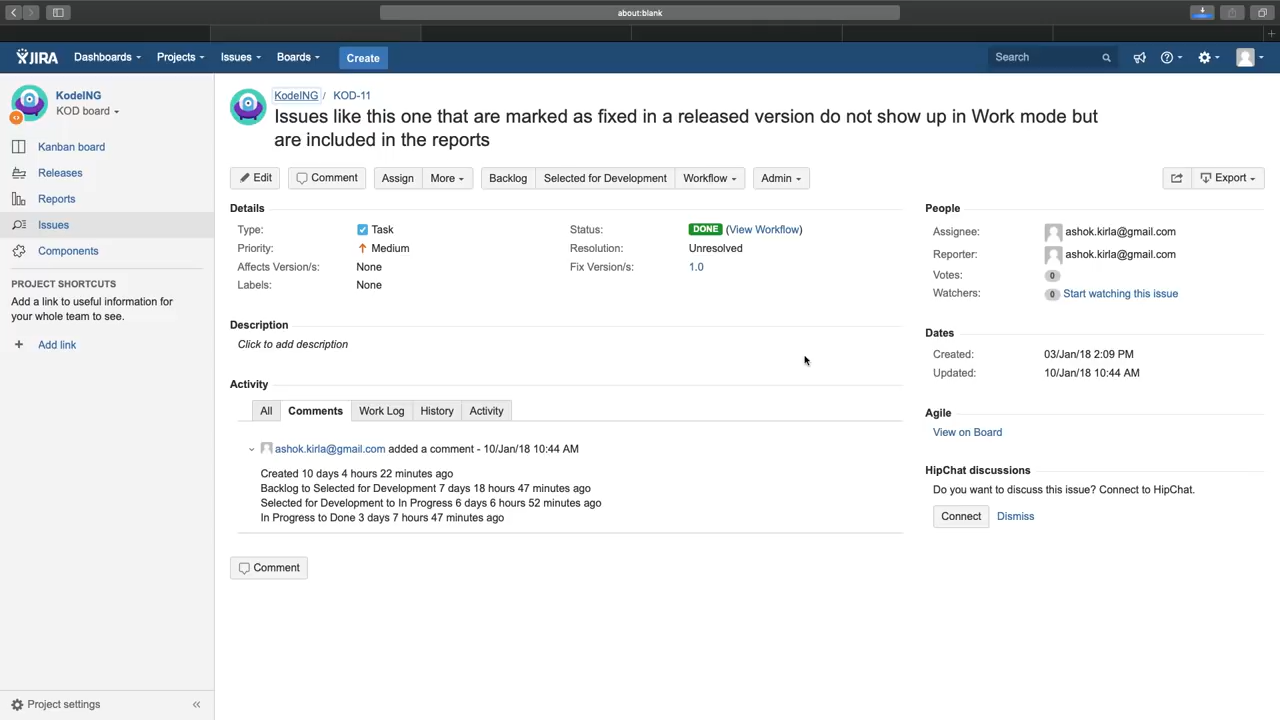 about:blank
JIRA Dashboards Projects Issues Boards Create Search
KodeING
KOD board
Kanban board
Releases
Reports
Issues
Components
PROJECT SHORTCUTS
Add a link to useful information for
your whole team to see.
+ Add link
Project settings «
KodeING / KOD-11
Issues like this one that are marked as fixed in a released version do not show up in Work mode but
are included in the reports
Edit Comment Assign More Backlog Selected for Development Workflow Admin Export
Details
Type: Task
Status: DONE (View Workflow)
Priority: Medium
Resolution: Unresolved
Affects Version/s: None
Fix Version/s: 1.0
Labels: None
Description
Click to add description
Activity
All Comments Work Log History Activity
ashok.kirla@gmail.com added a comment - 10/Jan/18 10:44 AM
Created 10 days 4 hours 22 minutes ago
Backlog to Selected for Development 7 days 18 hours 47 minutes ago
Selected for Development to In Progress 6 days 6 hours 52 minutes ago
In Progress to Done 3 days 7 hours 47 minutes ago
Comment
People
Assignee: ashok.kirla@gmail.com
Reporter: ashok.kirla@gmail.com
Votes: 0
Watchers: 0 Start watching this issue
Dates
Created: 03/Jan/18 2:09 PM
Updated: 10/Jan/18 10:44 AM
Agile
View on Board
HipChat discussions
Do you want to discuss this issue? Connect to HipChat.
Connect Dismiss